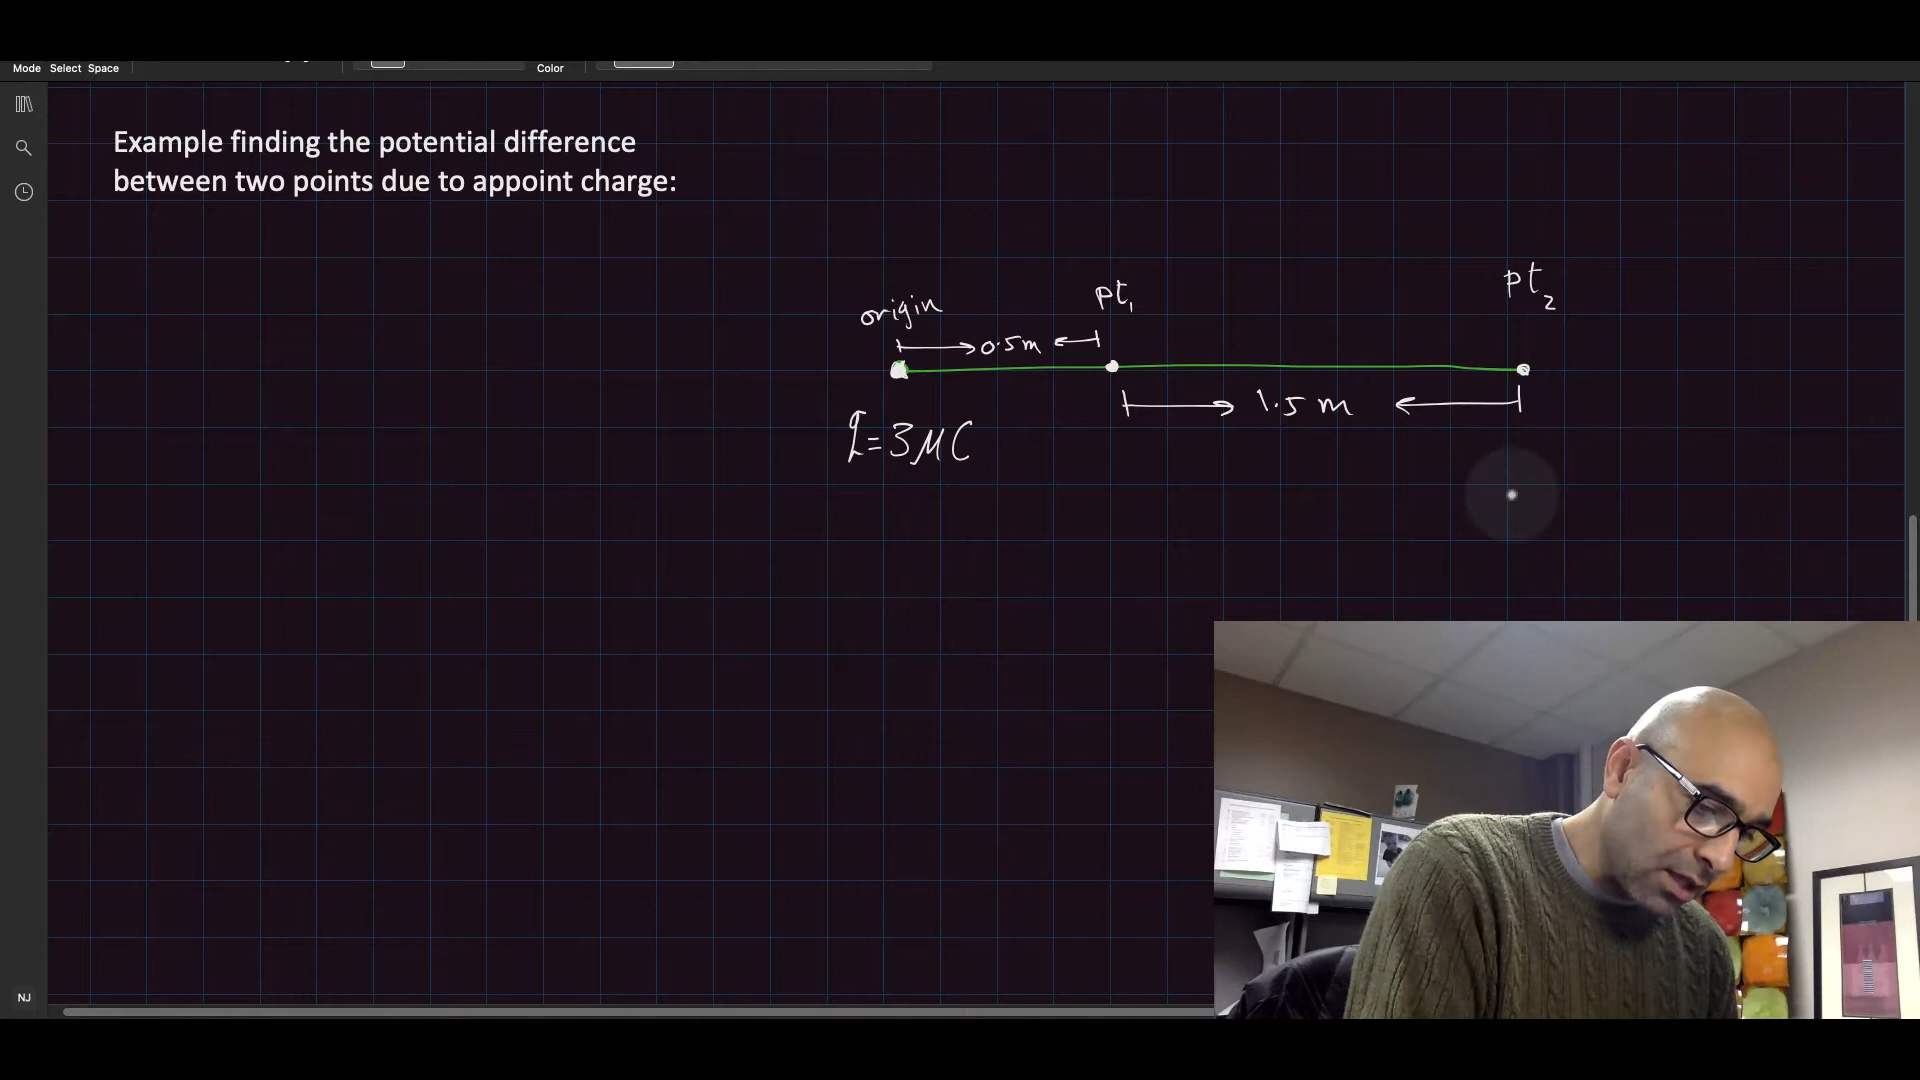 Mode Select Space
Color
Example finding the potential difference
between two points due to appoint charge:
origin
pt1
pt2
0.5m
1.5 m
q=3μC
NJ